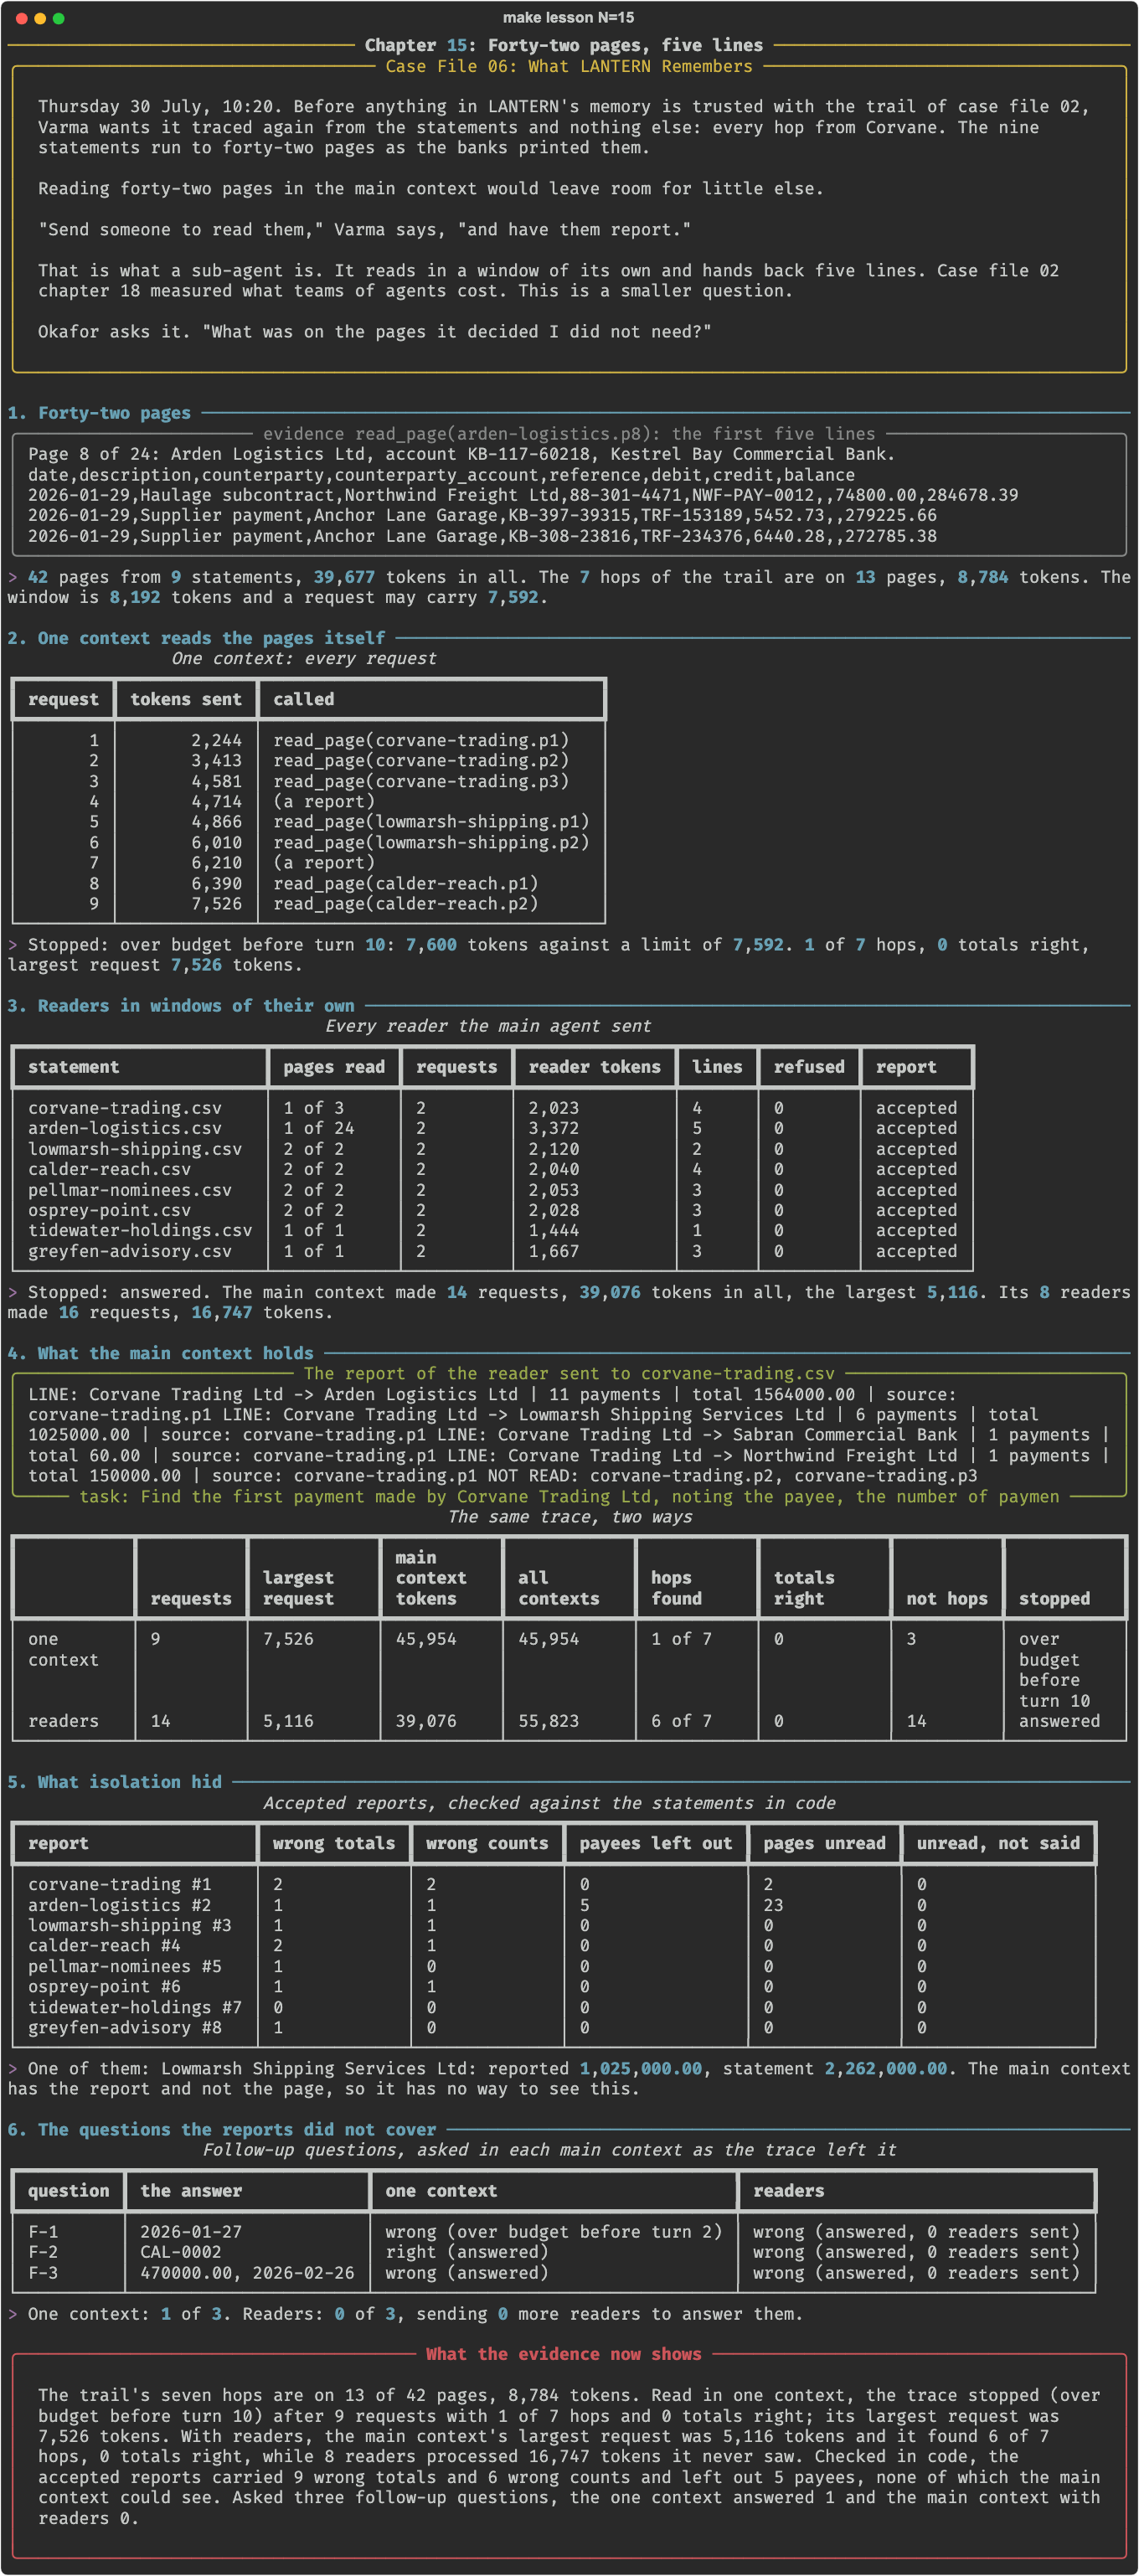 make lesson N=15
Chapter 15: Forty-two pages, five lines
Case File 06: What LANTERN Remembers
Thursday 30 July, 10:20. Before anything in LANTERN's memory is trusted with the trail of case file 02,
Varma wants it traced again from the statements and nothing else: every hop from Corvane. The nine
statements run to forty-two pages as the banks printed them.
Reading forty-two pages in the main context would leave room for little else.
"Send someone to read them," Varma says, "and have them report."
That is what a sub-agent is. It reads in a window of its own and hands back five lines. Case file 02
chapter 18 measured what teams of agents cost. This is a smaller question.
Okafor asks it. "What was on the pages it decided I did not need?"
1. Forty-two pages
evidence read_page(arden-logistics.p8): the first five lines
Page 8 of 24: Arden Logistics Ltd, account KB-117-60218, Kestrel Bay Commercial Bank.
date,description,counterparty,counterparty_account,reference,debit,credit,balance
2026-01-29,Haulage subcontract,Northwind Freight Ltd,88-301-4471,NWF-PAY-0012,,74800.00,284678.39
2026-01-29,Supplier payment,Anchor Lane Garage,KB-397-39315,TRF-153189,5452.73,,279225.66
2026-01-29,Supplier payment,Anchor Lane Garage,KB-308-23816,TRF-234376,6440.28,,272785.38
> 42 pages from 9 statements, 39,677 tokens in all. The 7 hops of the trail are on 13 pages, 8,784 tokens. The
window is 8,192 tokens and a request may carry 7,592.
2. One context reads the pages itself
One context: every request
request tokens sent called
1 2,244 read_page(corvane-trading.p1)
2 3,413 read_page(corvane-trading.p2)
3 4,581 read_page(corvane-trading.p3)
4 4,714 (a report)
5 4,866 read_page(lowmarsh-shipping.p1)
6 6,010 read_page(lowmarsh-shipping.p2)
7 6,210 (a report)
8 6,390 read_page(calder-reach.p1)
9 7,526 read_page(calder-reach.p2)
> Stopped: over budget before turn 10: 7,600 tokens against a limit of 7,592. 1 of 7 hops, 0 totals right,
largest request 7,526 tokens.
3. Readers in windows of their own
Every reader the main agent sent
statement pages read requests reader tokens lines refused report
corvane-trading.csv 1 of 3 2 2,023 4 0 accepted
arden-logistics.csv 1 of 24 2 3,372 5 0 accepted
lowmarsh-shipping.csv 2 of 2 2 2,120 2 0 accepted
calder-reach.csv 2 of 2 2 2,040 4 0 accepted
pellmar-nominees.csv 2 of 2 2 2,053 3 0 accepted
osprey-point.csv 2 of 2 2 2,028 3 0 accepted
tidewater-holdings.csv 1 of 1 2 1,444 1 0 accepted
greyfen-advisory.csv 1 of 1 2 1,667 3 0 accepted
> Stopped: answered. The main context made 14 requests, 39,076 tokens in all, the largest 5,116. Its 8 readers
made 16 requests, 16,747 tokens.
4. What the main context holds
The report of the reader sent to corvane-trading.csv
LINE: Corvane Trading Ltd -> Arden Logistics Ltd | 11 payments | total 1564000.00 | source:
corvane-trading.p1 LINE: Corvane Trading Ltd -> Lowmarsh Shipping Services Ltd | 6 payments | total
1025000.00 | source: corvane-trading.p1 LINE: Corvane Trading Ltd -> Sabran Commercial Bank | 1 payments |
total 60.00 | source: corvane-trading.p1 LINE: Corvane Trading Ltd -> Northwind Freight Ltd | 1 payments |
total 150000.00 | source: corvane-trading.p1 NOT READ: corvane-trading.p2, corvane-trading.p3
task: Find the first payment made by Corvane Trading Ltd, noting the payee, the number of paymen
The same trace, two ways
main
largest context all hops totals
requests request tokens contexts found right not hops stopped
one 9 7,526 45,954 45,954 1 of 7 0 3 over
context budget
before
turn 10
readers 14 5,116 39,076 55,823 6 of 7 0 14 answered
5. What isolation hid
Accepted reports, checked against the statements in code
report wrong totals wrong counts payees left out pages unread unread, not said
corvane-trading #1 2 2 0 2 0
arden-logistics #2 1 1 5 23 0
lowmarsh-shipping #3 1 1 0 0 0
calder-reach #4 2 1 0 0 0
pellmar-nominees #5 1 0 0 0 0
osprey-point #6 1 1 0 0 0
tidewater-holdings #7 0 0 0 0 0
greyfen-advisory #8 1 0 0 0 0
> One of them: Lowmarsh Shipping Services Ltd: reported 1,025,000.00, statement 2,262,000.00. The main context
has the report and not the page, so it has no way to see this.
6. The questions the reports did not cover
Follow-up questions, asked in each main context as the trace left it
question the answer one context readers
F-1 2026-01-27 wrong (over budget before turn 2) wrong (answered, 0 readers sent)
F-2 CAL-0002 right (answered) wrong (answered, 0 readers sent)
F-3 470000.00, 2026-02-26 wrong (answered) wrong (answered, 0 readers sent)
> One context: 1 of 3. Readers: 0 of 3, sending 0 more readers to answer them.
What the evidence now shows
The trail's seven hops are on 13 of 42 pages, 8,784 tokens. Read in one context, the trace stopped (over
budget before turn 10) after 9 requests with 1 of 7 hops and 0 totals right; its largest request was
7,526 tokens. With readers, the main context's largest request was 5,116 tokens and it found 6 of 7
hops, 0 totals right, while 8 readers processed 16,747 tokens it never saw. Checked in code, the
accepted reports carried 9 wrong totals and 6 wrong counts and left out 5 payees, none of which the main
context could see. Asked three follow-up questions, the one context answered 1 and the main context with
readers 0.